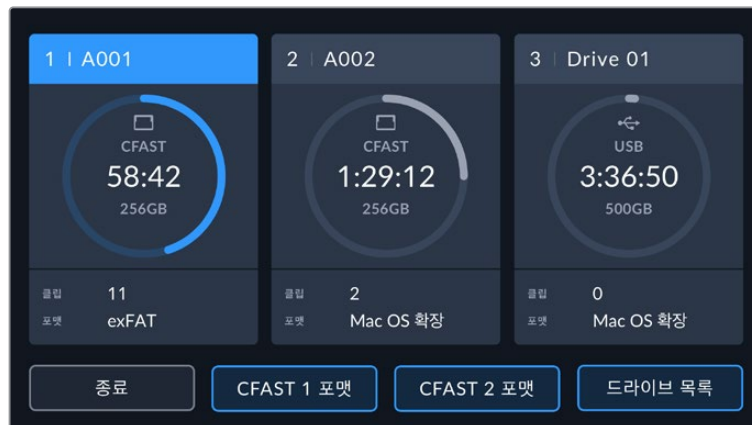 1 | A001
CFAST
58:42
256GB
클립 11
포맷 exFAT
2 | A002
CFAST
1:29:12
256GB
클립 2
포맷 Mac OS 확장
3 | Drive 01
USB
3:36:50
500GB
클립 0
포맷 Mac OS 확장
종료
CFAST 1 포맷
CFAST 2 포맷
드라이브 목록